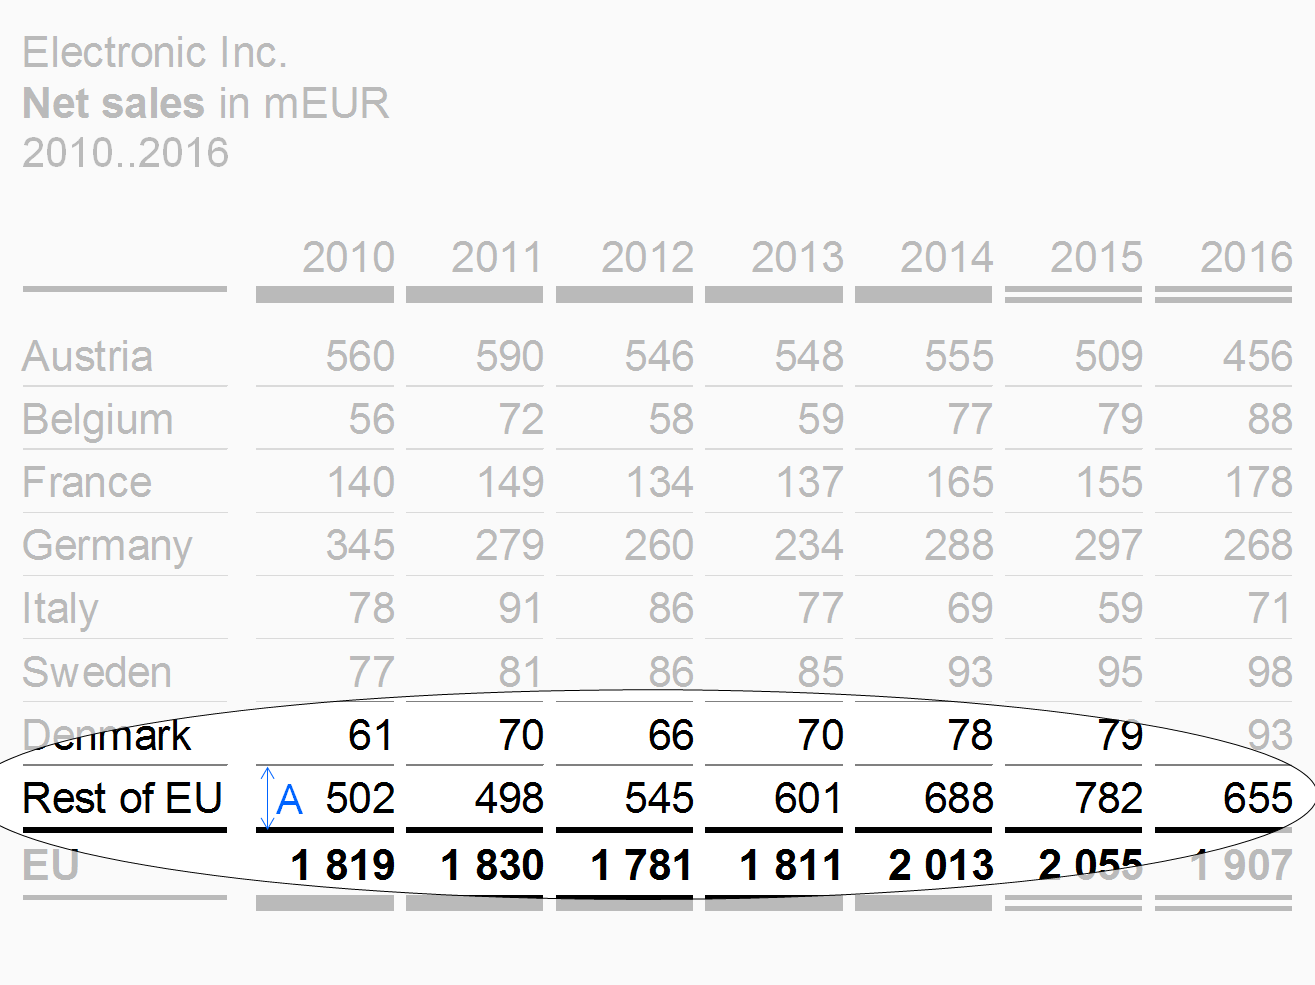 Electronic Inc.
Net sales in mEUR
2010..2016
2010 2011 2012 2013 2014 2015 2016
Austria 560 590 546 548 555 509 456
Belgium 56 72 58 59 77 79 88
France 140 149 134 137 165 155 178
Germany 345 279 260 234 288 297 268
Italy 78 91 86 77 69 59 71
Sweden 77 81 86 85 93 95 98
Denmark 61 70 66 70 78 79 93
Rest of EU A 502 498 545 601 688 782 655
EU 1 819 1 830 1 781 1 811 2 013 2 055 1 907